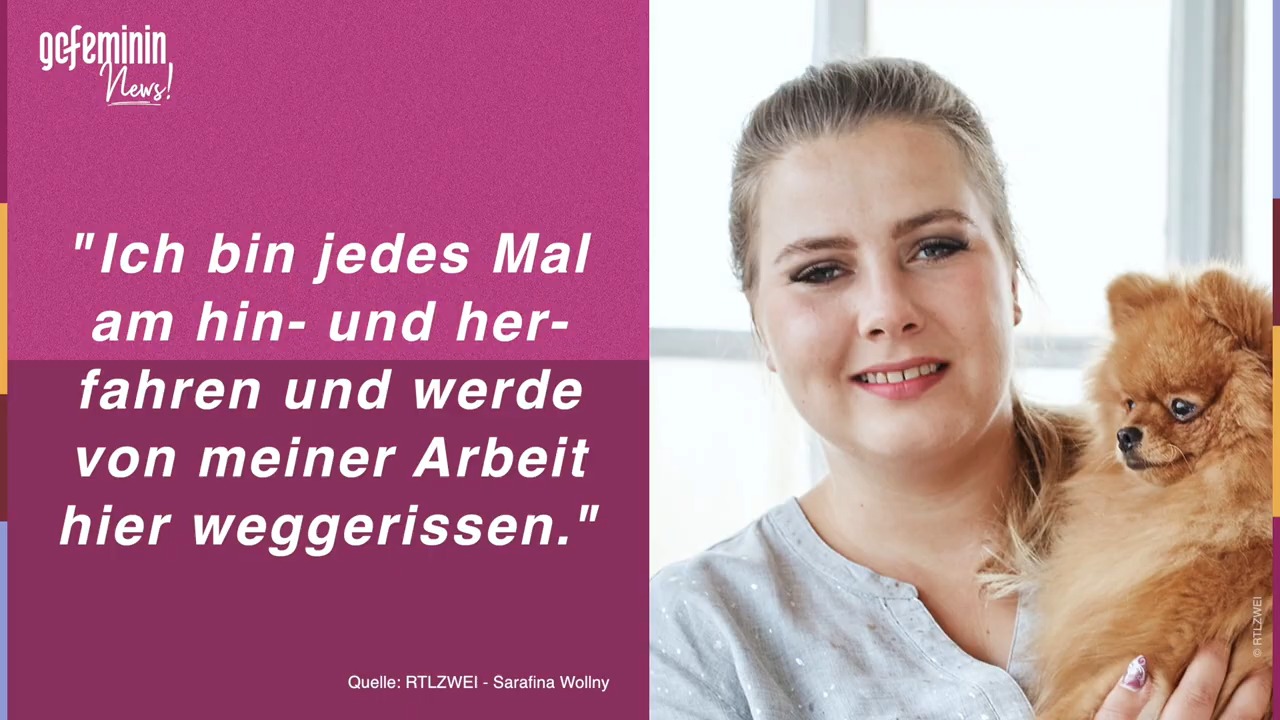 gofeminin
News!
"Ich bin jedes Mal
am hin- und her-
fahren und werde
von meiner Arbeit
hier weggerissen."
Quelle: RTLZWEI - Sarafina Wollny
© RTLZWEI